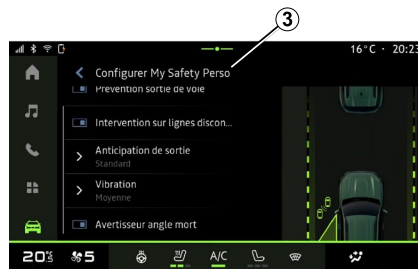 3
16°C · 20:23
Configurer My Safety Perso
Prévention sortie de voie
Intervention sur lignes discon...
Anticipation de sortie
Standard
Vibration
Moyenne
Avertisseur angle mort
20.5 5 A/C